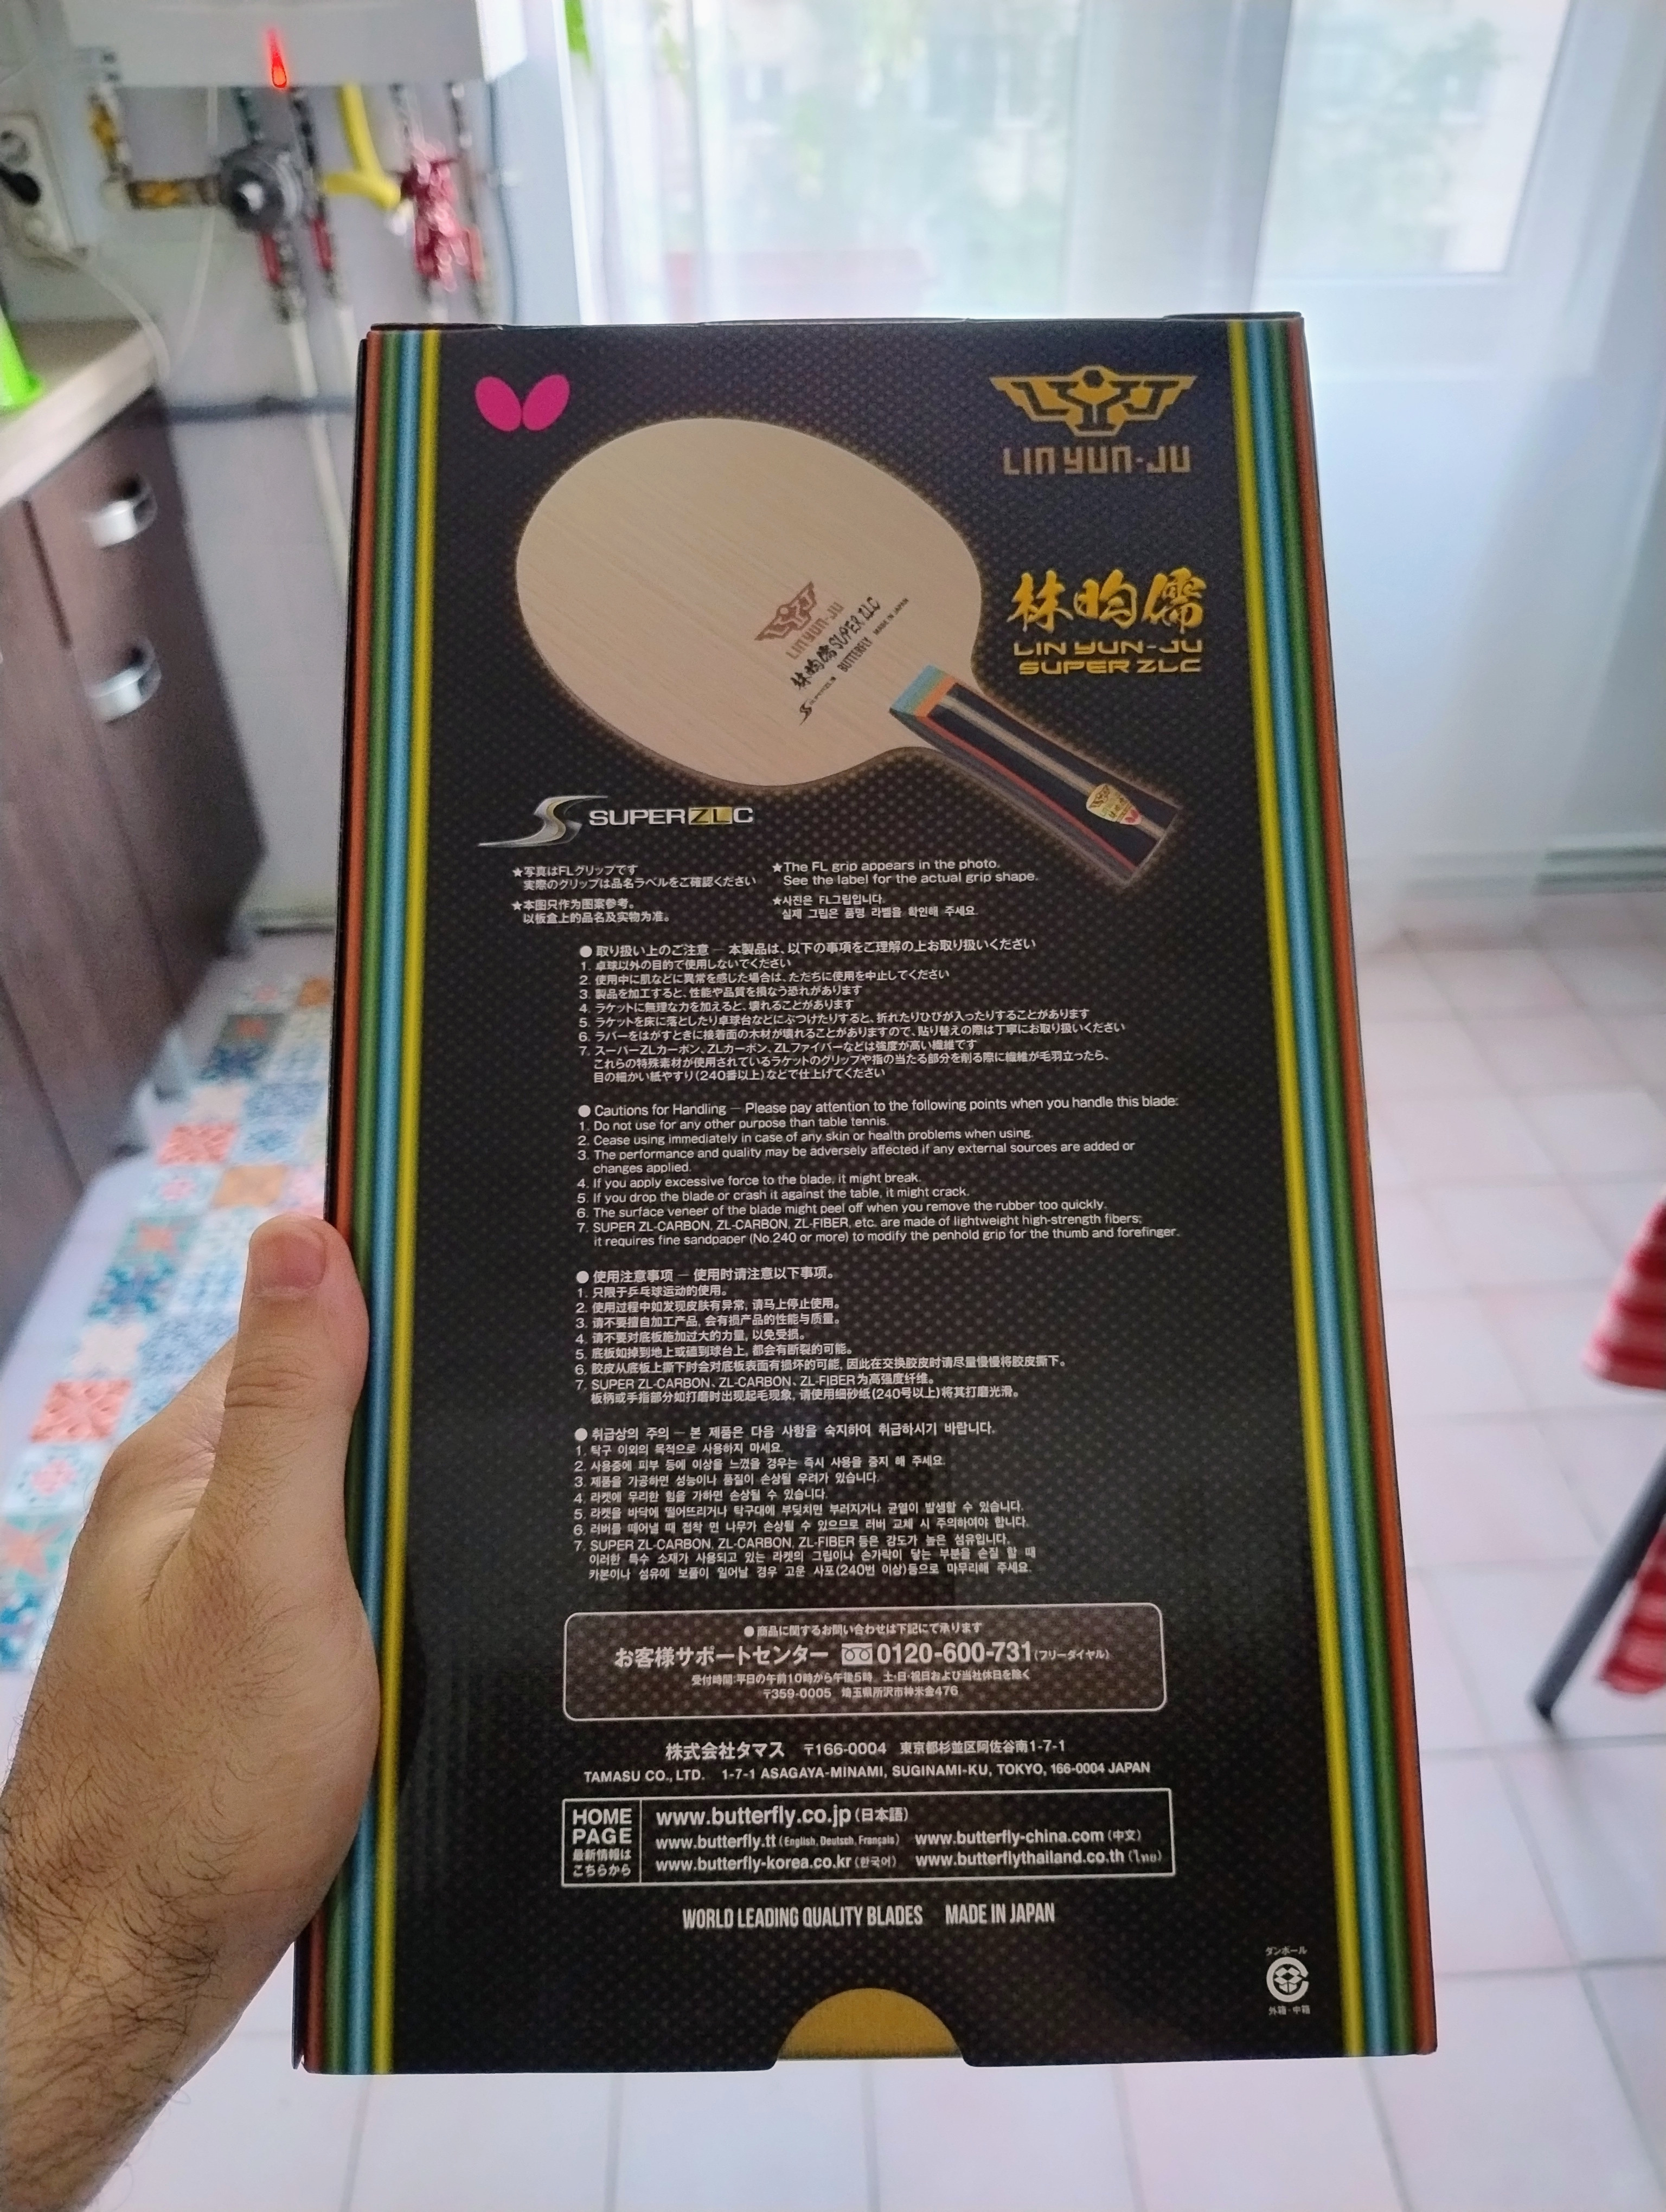 LYJ
LIN YUN-JU
林昀儒
LIN YUN-JU
SUPER ZLC
LIN YUN-JU
林昀儒 SUPER ZLC
BUTTERFLY MADE IN JAPAN
SUPER ZLC
★写真はFLグリップです
実際のグリップは品名ラベルをご確認ください
★The FL grip appears in the photo.
See the label for the actual grip shape.
★本图只作为图案参考。
以板盒上的品名及实物为准。
★사진은 FL그립입니다.
실제 그립은 품명 라벨을 확인해 주세요.
● 取り扱い上のご注意 — 本製品は、以下の事項をご理解の上お取り扱いください
1. 卓球以外の目的で使用しないでください
2. 使用中に肌などに異常を感じた場合は、ただちに使用を中止してください
3. 製品を加工すると、性能や品質を損なう恐れがあります
4. ラケットに無理な力を加えると、壊れることがあります
5. ラケットを床に落としたり卓球台などにぶつけたりすると、折れたりひびが入ったりすることがあります
6. ラバーをはがすときに接着面の木材が壊れることがありますので、貼り替えの際は丁寧にお取り扱いください
7. スーパーZLカーボン、ZLカーボン、ZLファイバーなどは強度が高い繊維です
これらの特殊素材が使用されているラケットのグリップや指の当たる部分を削る際に繊維が毛羽立ったら、
目の細かい紙やすり(240番以上)などで仕上げてください
● Cautions for Handling — Please pay attention to the following points when you handle this blade:
1. Do not use for any other purpose than table tennis.
2. Cease using immediately in case of any skin or health problems when using.
3. The performance and quality may be adversely affected if any external sources are added or
changes applied.
4. If you apply excessive force to the blade, it might break.
5. If you drop the blade or crash it against the table, it might crack.
6. The surface veneer of the blade might peel off when you remove the rubber too quickly.
7. SUPER ZL-CARBON, ZL-CARBON, ZL-FIBER, etc. are made of lightweight high-strength fibers;
it requires fine sandpaper (No.240 or more) to modify the penhold grip for the thumb and forefinger.
● 使用注意事项 — 使用时请注意以下事项。
1. 只限于乒乓球运动的使用。
2. 使用过程中如发现皮肤有异常, 请马上停止使用。
3. 请不要擅自加工产品, 会有损产品的性能与质量。
4. 请不要对底板施加过大的力量, 以免受损。
5. 底板如掉到地上或磕到球台上, 都会有断裂的可能。
6. 胶皮从底板上撕下时会对底板表面有损坏的可能, 因此在交换胶皮时请尽量慢慢将胶皮撕下。
7. SUPER ZL-CARBON、ZL-CARBON、ZL-FIBER为高强度纤维。
板柄或手指部分如打磨时出现起毛现象, 请使用细砂纸(240号以上)将其打磨光滑。
● 취급상의 주의 — 본 제품은 다음 사항을 숙지하여 취급하시기 바랍니다.
1. 탁구 이외의 목적으로 사용하지 마세요.
2. 사용중에 피부 등에 이상을 느꼈을 경우는 즉시 사용을 중지 해 주세요.
3. 제품을 가공하면 성능이나 품질이 손상될 우려가 있습니다.
4. 라켓에 무리한 힘을 가하면 손상될 수 있습니다.
5. 라켓을 바닥에 떨어뜨리거나 탁구대에 부딪치면 부러지거나 균열이 발생할 수 있습니다.
6. 러버를 떼어낼 때 접착 면 나무가 손상될 수 있으므로 러버 교체 시 주의하여야 합니다.
7. SUPER ZL-CARBON, ZL-CARBON, ZL-FIBER 등은 강도가 높은 섬유입니다.
이러한 특수 소재가 사용되고 있는 라켓의 그립이나 손가락이 닿는 부분을 손질 할 때
카본이나 섬유에 보풀이 일어날 경우 고운 사포(240번 이상)등으로 마무리해 주세요.
● 商品に関するお問い合わせは下記にて承ります
お客様サポートセンター 0120-600-731(フリーダイヤル)
受付時間:平日の午前10時から午後5時 土・日・祝日および当社休日を除く
〒359-0005 埼玉県所沢市神米金476
株式会社タマス 〒166-0004 東京都杉並区阿佐谷南1-7-1
TAMASU CO., LTD. 1-7-1 ASAGAYA-MINAMI, SUGINAMI-KU, TOKYO, 166-0004 JAPAN
HOME
PAGE
最新情報は
こちらから
www.butterfly.co.jp (日本語)
www.butterfly.tt (English, Deutsch, Français) www.butterfly-china.com (中文)
www.butterfly-korea.co.kr (한국어) www.butterflythailand.co.th (ไทย)
WORLD LEADING QUALITY BLADES MADE IN JAPAN
ダンボール
外箱・中箱